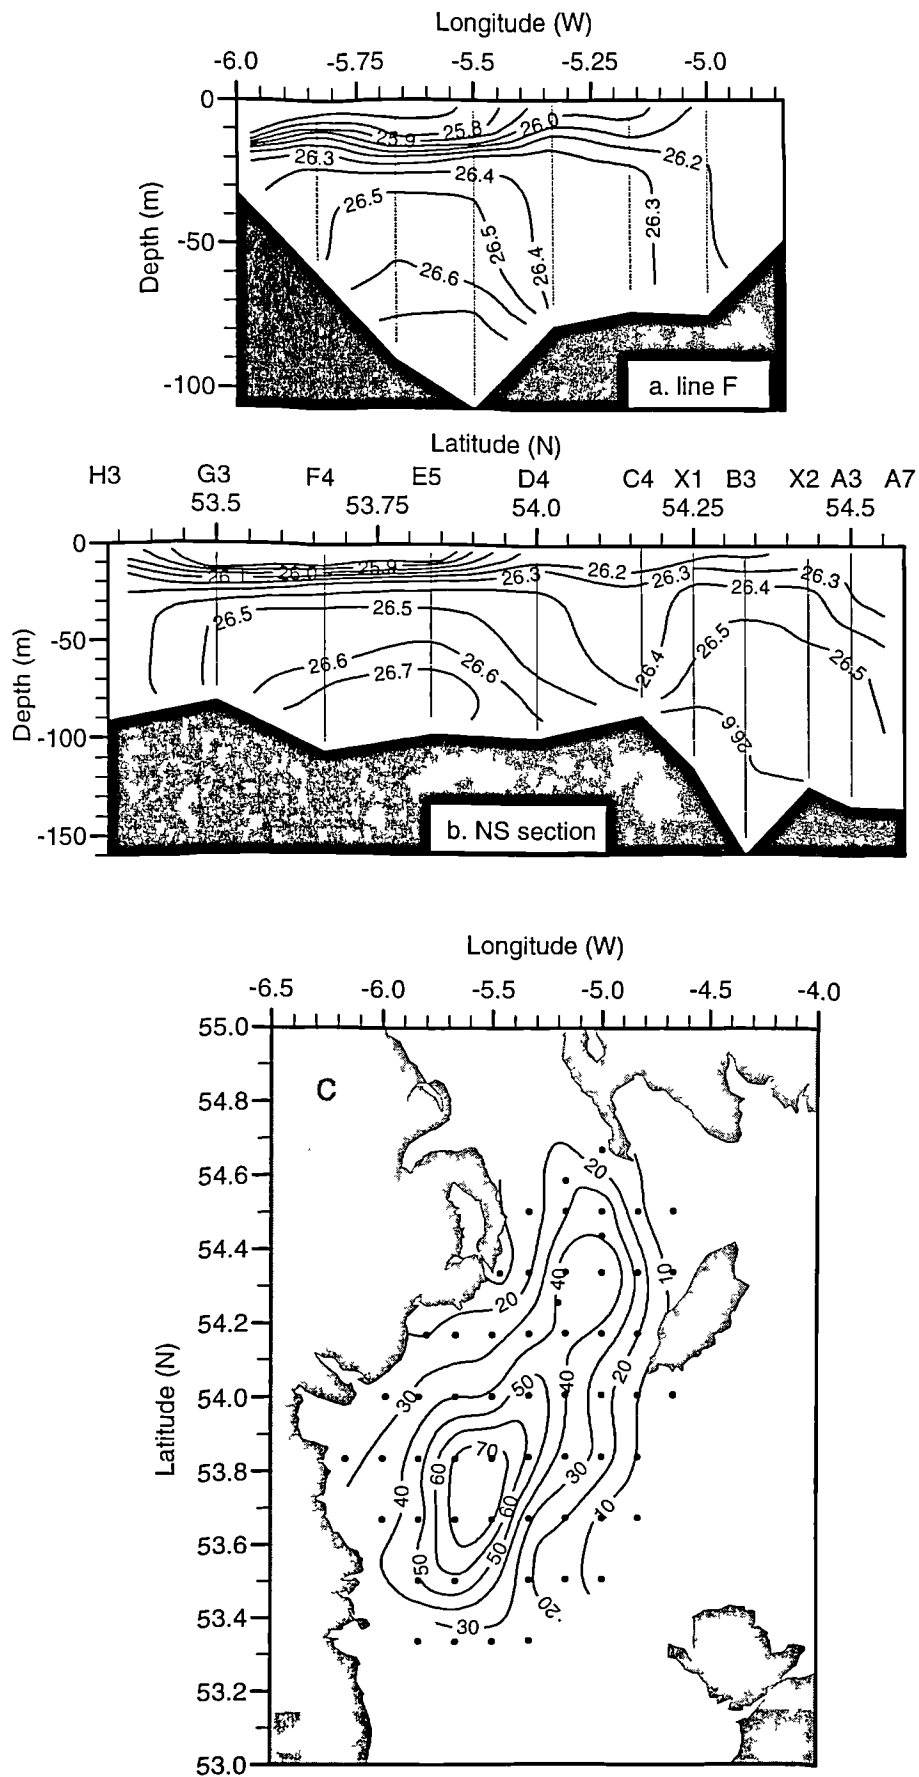 Longitude (W)
-6.0 -5.75 -5.5 -5.25 -5.0
0
25.9 25.8 26.0
26.3 26.4 26.2
26.5 26.5 26.4 26.3
26.6
-50
-100
Depth (m)
a. line F
Latitude (N)
H3 G3 F4 E5 D4 C4 X1 B3 X2 A3 A7
53.5 53.75 54.0 54.25 54.5
0
26.1 26.0 25.9 26.3 26.2 26.3 26.4 26.3
26.5 26.5 26.4 26.5 26.5
26.6 26.7 26.6 26.6
-50
-100
-150
Depth (m)
b. NS section
Longitude (W)
-6.5 -6.0 -5.5 -5.0 -4.5 -4.0
55.0
C
54.8
54.6
20
54.4
40 10
20
54.2
20
50 40
54.0
30
70
53.8
60 30
40 60 10
53.6
50 50
20
53.4
30
53.2
53.0
Latitude (N)